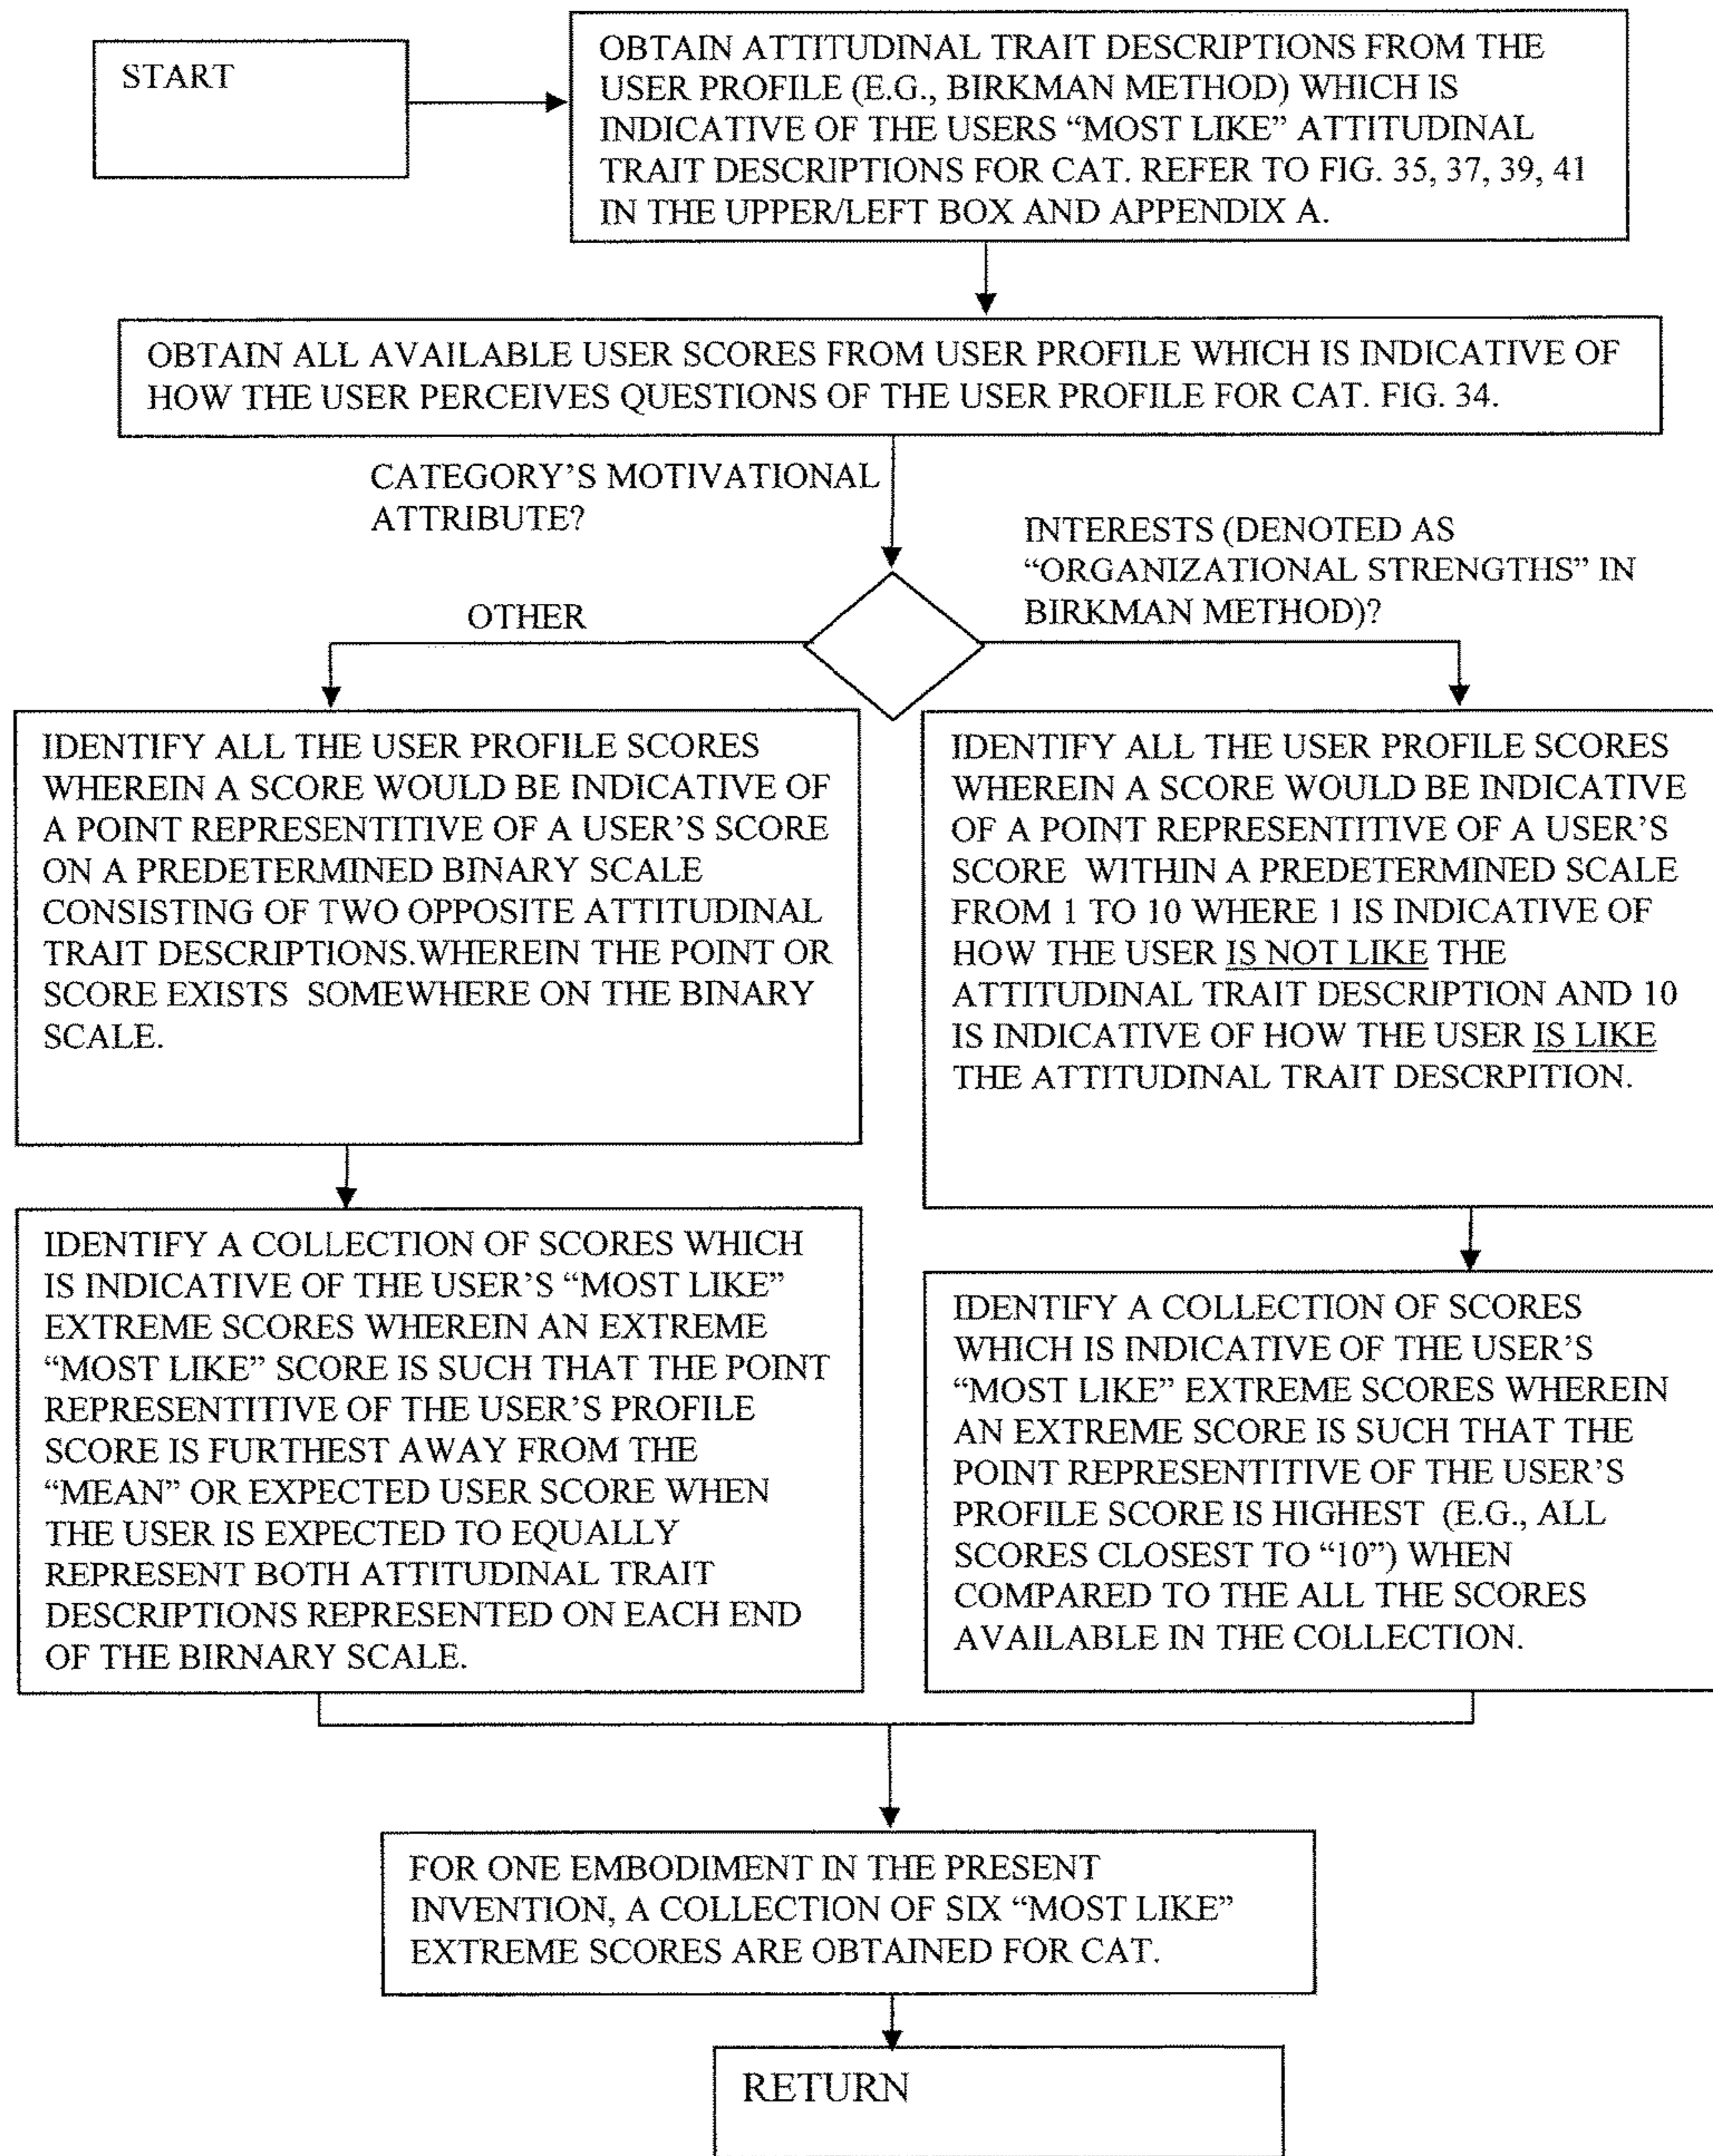 START
OBTAIN ATTITUDINAL TRAIT DESCRIPTIONS FROM THE
USER PROFILE (E.G., BIRKMAN METHOD) WHICH IS
INDICATIVE OF THE USERS “MOST LIKE” ATTITUDINAL
TRAIT DESCRIPTIONS FOR CAT. REFER TO FIG. 35, 37, 39, 41
IN THE UPPER/LEFT BOX AND APPENDIX A.
OBTAIN ALL AVAILABLE USER SCORES FROM USER PROFILE WHICH IS INDICATIVE OF
HOW THE USER PERCEIVES QUESTIONS OF THE USER PROFILE FOR CAT. FIG. 34.
CATEGORY’S MOTIVATIONAL
ATTRIBUTE?
INTERESTS (DENOTED AS
“ORGANIZATIONAL STRENGTHS” IN
BIRKMAN METHOD)?
OTHER
IDENTIFY ALL THE USER PROFILE SCORES
WHEREIN A SCORE WOULD BE INDICATIVE OF
A POINT REPRESENTITIVE OF A USER’S SCORE
ON A PREDETERMINED BINARY SCALE
CONSISTING OF TWO OPPOSITE ATTITUDINAL
TRAIT DESCRIPTIONS.WHEREIN THE POINT OR
SCORE EXISTS SOMEWHERE ON THE BINARY
SCALE.
IDENTIFY ALL THE USER PROFILE SCORES
WHEREIN A SCORE WOULD BE INDICATIVE
OF A POINT REPRESENTITIVE OF A USER’S
SCORE WITHIN A PREDETERMINED SCALE
FROM 1 TO 10 WHERE 1 IS INDICATIVE OF
HOW THE USER IS NOT LIKE THE
ATTITUDINAL TRAIT DESCRIPTION AND 10
IS INDICATIVE OF HOW THE USER IS LIKE
THE ATTITUDINAL TRAIT DESCRPITION.
IDENTIFY A COLLECTION OF SCORES WHICH
IS INDICATIVE OF THE USER’S “MOST LIKE”
EXTREME SCORES WHEREIN AN EXTREME
“MOST LIKE” SCORE IS SUCH THAT THE POINT
REPRESENTITIVE OF THE USER’S PROFILE
SCORE IS FURTHEST AWAY FROM THE
“MEAN” OR EXPECTED USER SCORE WHEN
THE USER IS EXPECTED TO EQUALLY
REPRESENT BOTH ATTITUDINAL TRAIT
DESCRIPTIONS REPRESENTED ON EACH END
OF THE BIRNARY SCALE.
IDENTIFY A COLLECTION OF SCORES
WHICH IS INDICATIVE OF THE USER’S
“MOST LIKE” EXTREME SCORES WHEREIN
AN EXTREME SCORE IS SUCH THAT THE
POINT REPRESENTITIVE OF THE USER’S
PROFILE SCORE IS HIGHEST (E.G., ALL
SCORES CLOSEST TO “10”) WHEN
COMPARED TO THE ALL THE SCORES
AVAILABLE IN THE COLLECTION.
FOR ONE EMBODIMENT IN THE PRESENT
INVENTION, A COLLECTION OF SIX “MOST LIKE”
EXTREME SCORES ARE OBTAINED FOR CAT.
RETURN